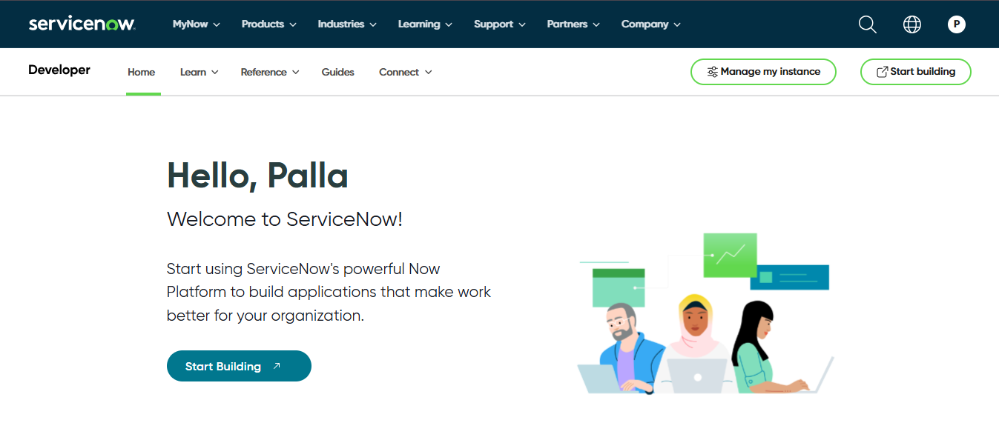 servicenow MyNow Products Industries Learning Support Partners Company P
Developer Home Learn Reference Guides Connect Manage my instance Start building
Hello, Palla
Welcome to ServiceNow!
Start using ServiceNow's powerful Now
Platform to build applications that make work
better for your organization.
Start Building